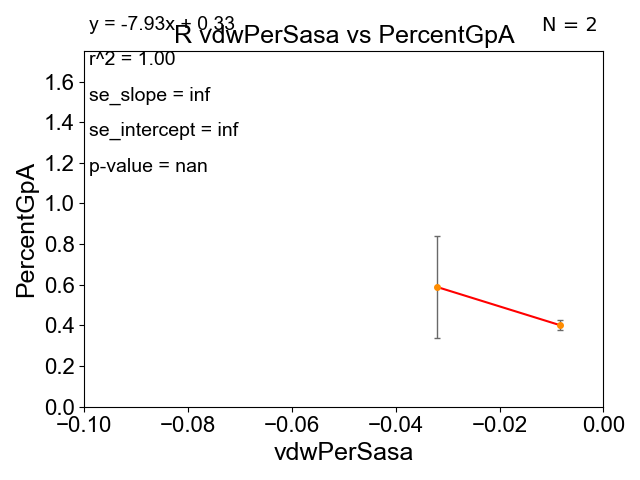 y = -7.93x + 0.33
N = 2
R vdwPerSasa vs PercentGpA
r^2 = 1.00
se_slope = inf
se_intercept = inf
p-value = nan
PercentGpA
1.6
1.4
1.2
1.0
0.8
0.6
0.4
0.2
0.0
−0.10 −0.08 −0.06 −0.04 −0.02 0.00
vdwPerSasa